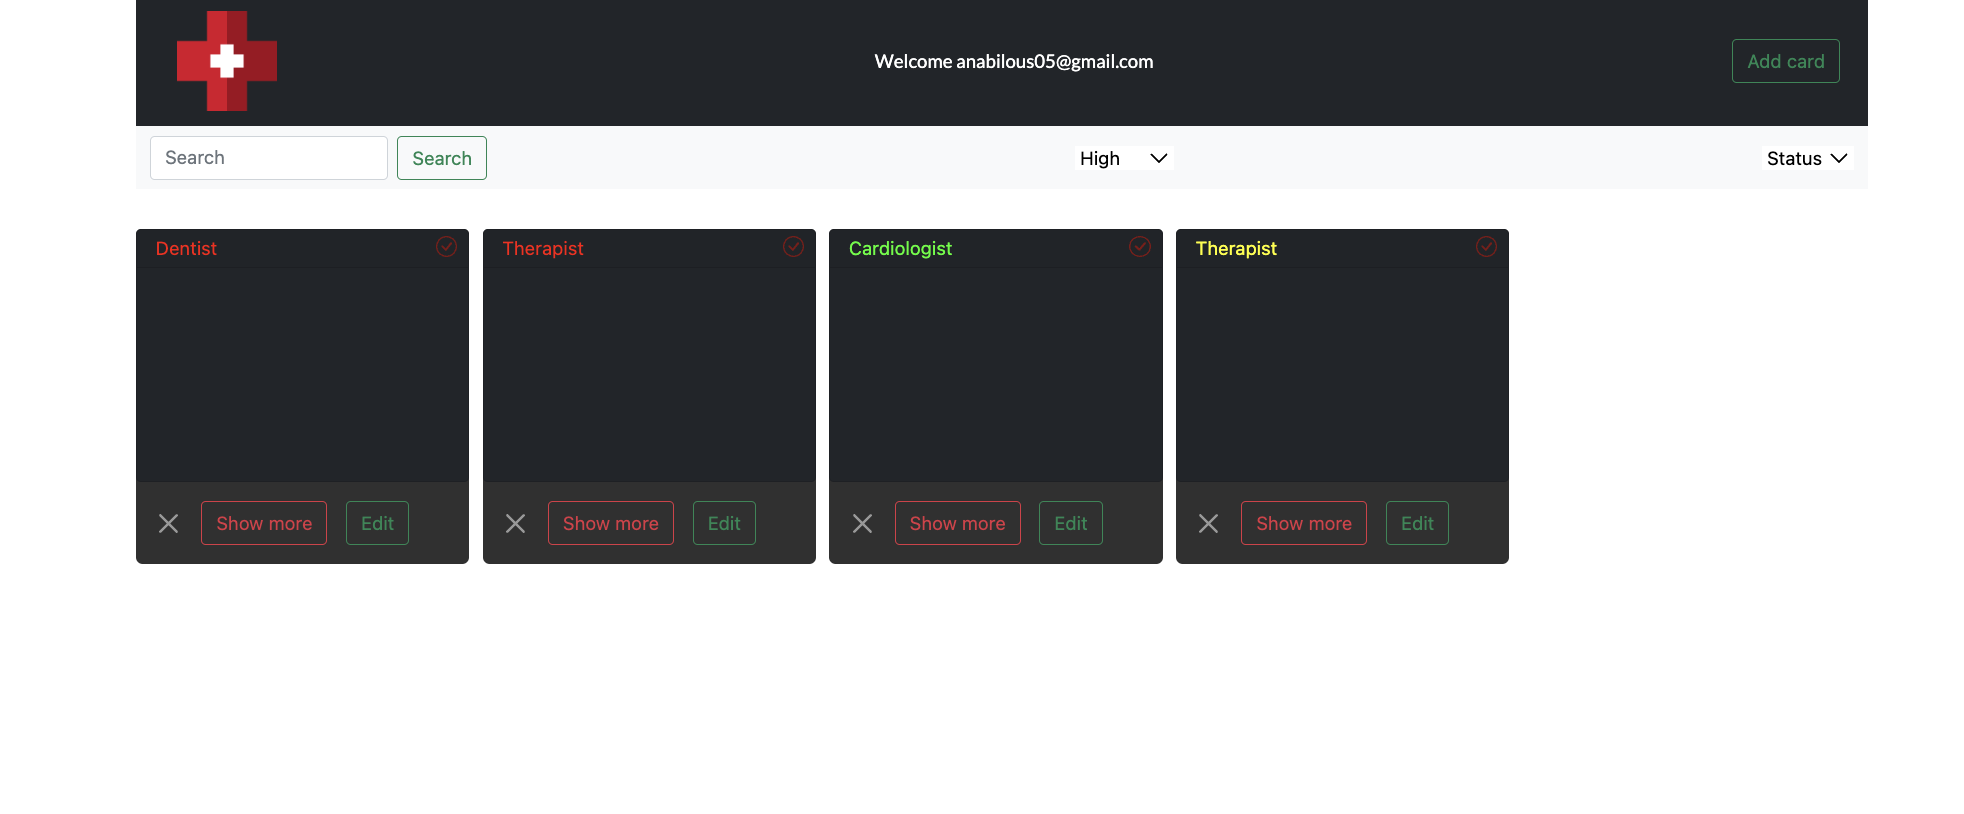 Welcome anabilous05@gmail.com
Add card
Search
Search
High
Status
Dentist
Therapist
Cardiologist
Therapist
Show more
Edit
Show more
Edit
Show more
Edit
Show more
Edit